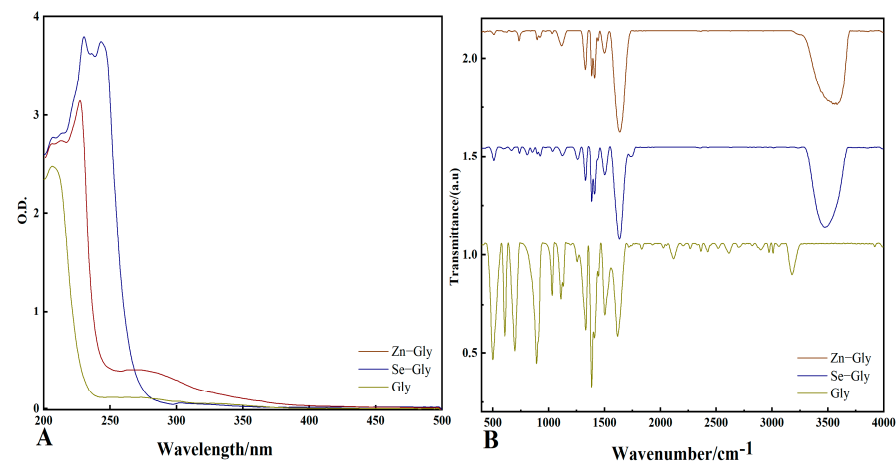 4
3
2
1
0
O.D.
200
250
300
350
400
450
500
Wavelength/nm
A
Zn−Gly
Se−Gly
Gly
2.0
1.5
1.0
0.5
Transmittance/(a.u)
500
1000
1500
2000
2500
3000
3500
4000
Wavenumber/cm-1
B
Zn−Gly
Se−Gly
Gly